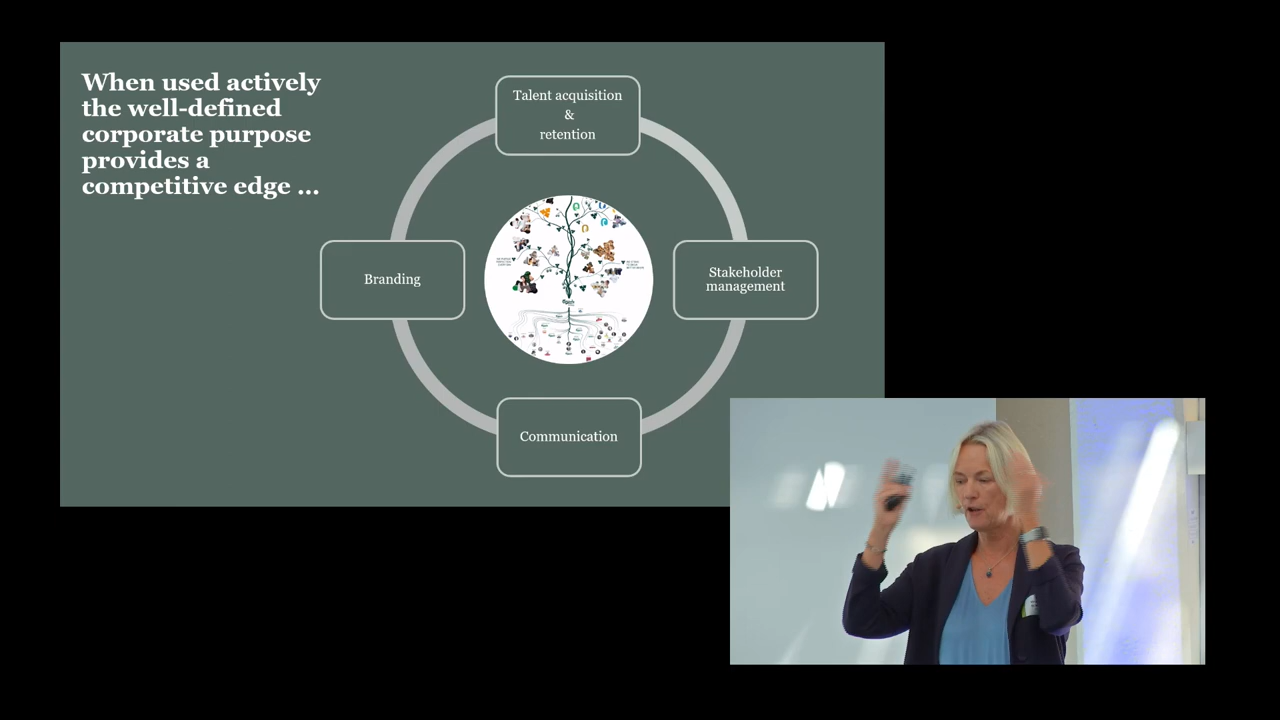 When used actively
the well-defined
corporate purpose
provides a
competitive edge ...
Talent acquisition
&
retention
Branding
Stakeholder
management
Communication